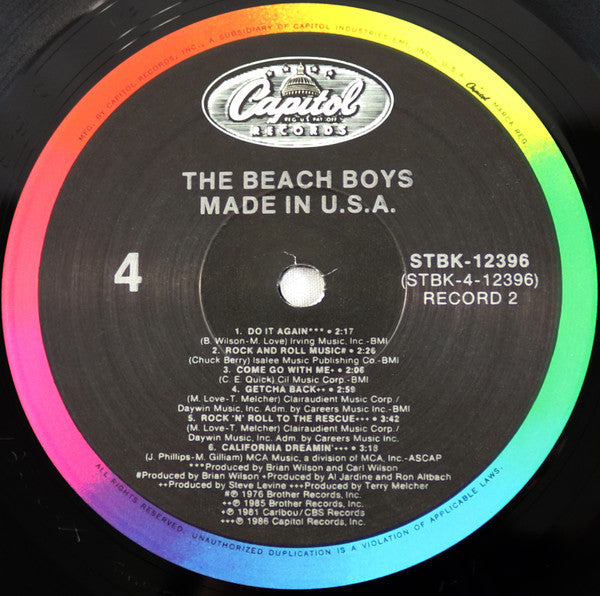 MFD. BY CAPITOL RECORDS, INC., A SUBSIDIARY OF CAPITOL INDUSTRIES-EMI, INC., U.S.A. Capitol MARCA REG.
Capitol
REG. U.S. PAT. OFF.
RECORDS
THE BEACH BOYS
MADE IN U.S.A.
4
STBK-12396
(STBK-4-12396)
RECORD 2
1. DO IT AGAIN*** • 2:17
(B. Wilson-M. Love) Irving Music, Inc.-BMI
2. ROCK AND ROLL MUSIC# • 2:26
(Chuck Berry) Isalee Music Publishing Co.-BMI
3. COME GO WITH ME+ • 2:06
(C. E. Quick) Cil Music Corp.-BMI
4. GETCHA BACK++ • 2:59
(M. Love-T. Melcher) Clairaudient Music Corp./
Daywin Music, Inc. Adm. by Careers Music Inc.-BMI
5. ROCK 'N' ROLL TO THE RESCUE+++ • 3:42
(M. Love-T. Melcher) Clairaudient Music Corp./
Daywin Music, Inc. Adm. by Careers Music, Inc.-BMI
6. CALIFORNIA DREAMIN'+++ • 3:18
(J. Phillips-M. Gilliam) MCA Music, a division of MCA, Inc.-ASCAP
***Produced by Brian Wilson and Carl Wilson
#Produced by Brian Wilson +Produced by Al Jardine and Ron Altbach
++Produced by Steve Levine +++Produced by Terry Melcher
#℗ 1976 Brother Records, Inc.
++℗ 1985 Brother Records, Inc.
+℗ 1981 Caribou/CBS Records
+++℗ 1986 Capitol Records, Inc.
ALL RIGHTS RESERVED. UNAUTHORIZED DUPLICATION IS A VIOLATION OF APPLICABLE LAWS.